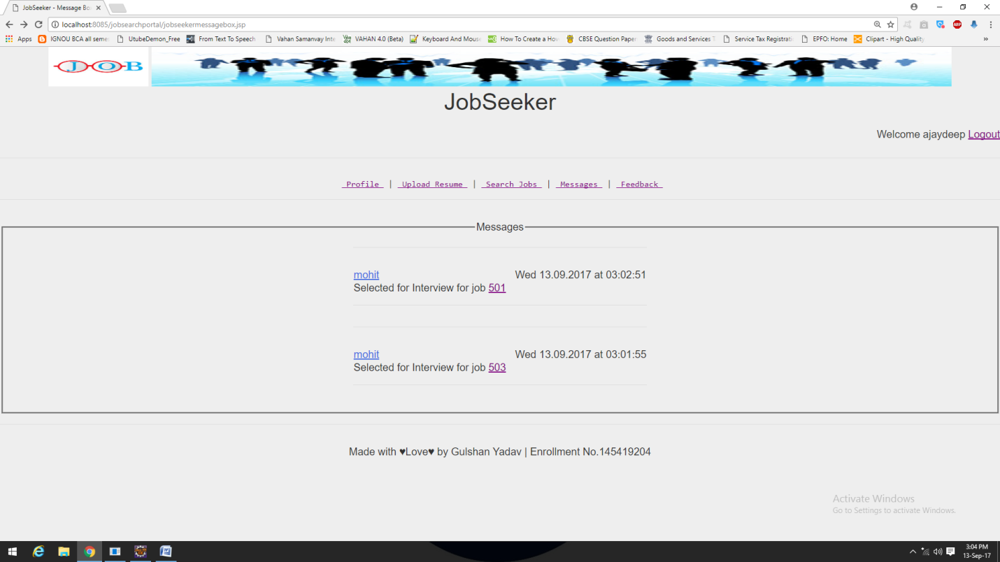 JobSeeker - Message Bo
localhost:8085/jobsearchportal/jobseekermessagebox.jsp
ABP
Apps IGNOU BCA all semes UtubeDemon_Free From Text To Speech Vahan Samanvay Inte VAHAN 4.0 (Beta) Keyboard And Mouse How To Create a How CBSE Question Paper Goods and Services T Service Tax Registrati EPFO: Home Clipart - High Quality »
JOB
JobSeeker
Welcome ajaydeep Logout
Profile | Upload Resume | Search Jobs | Messages | Feedback
Messages
mohit Wed 13.09.2017 at 03:02:51
Selected for Interview for job 501
mohit Wed 13.09.2017 at 03:01:55
Selected for Interview for job 503
Made with ♥Love♥ by Gulshan Yadav | Enrollment No.145419204
Activate Windows
Go to Settings to activate Windows.
3:04 PM
13-Sep-17